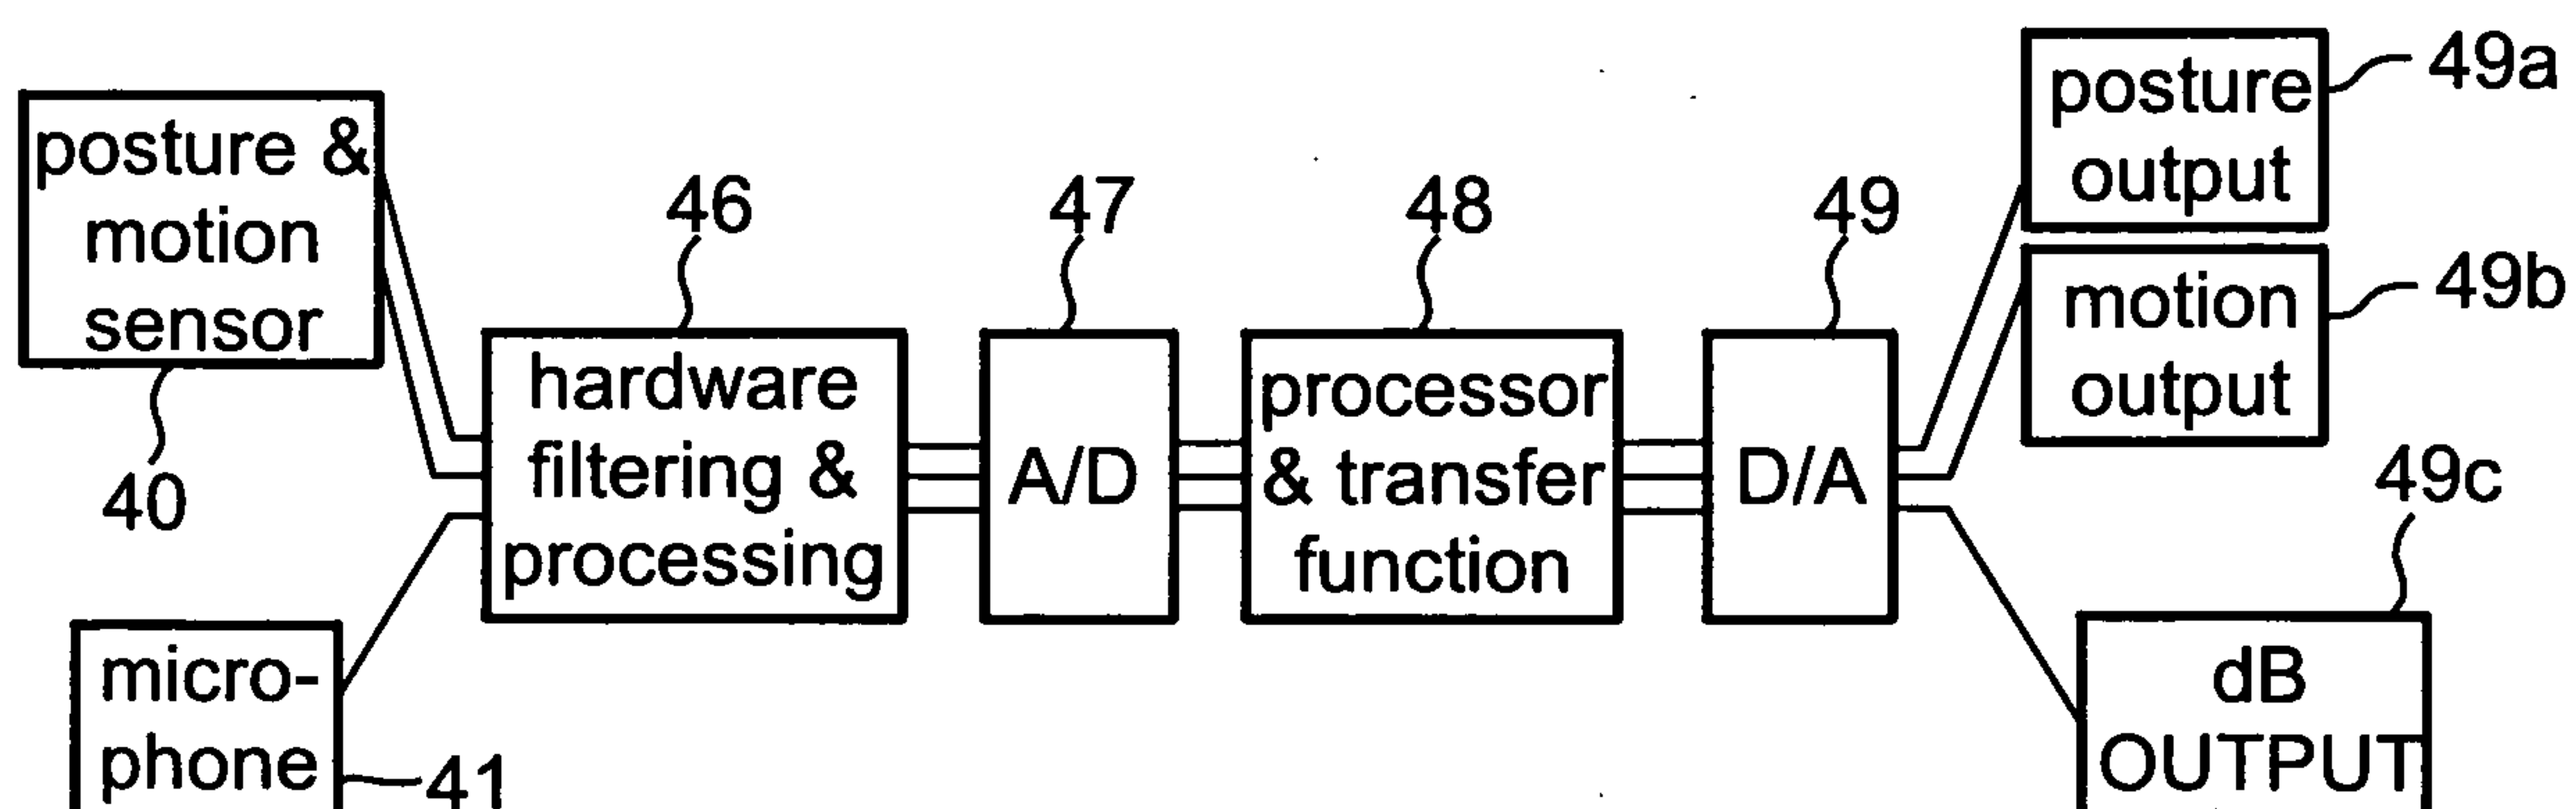 posture &
motion
sensor
40
micro-
phone
41
46
hardware
filtering &
processing
47
A/D
48
processor
& transfer
function
49
D/A
posture
output
49a
motion
output
49b
49c
dB
OUTPUT